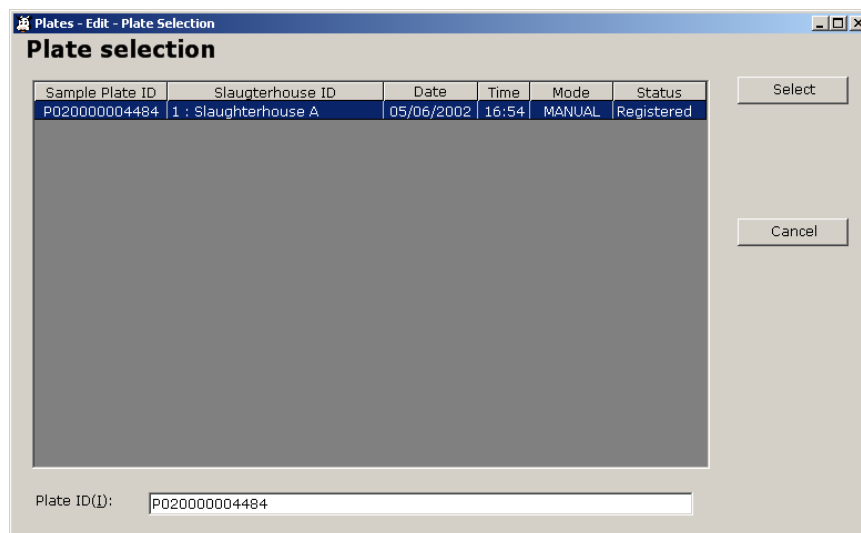 Plates - Edit - Plate Selection
Plate selection
Sample Plate ID Slaugterhouse ID Date Time Mode Status
P020000004484 1 : Slaughterhouse A 05/06/2002 16:54 MANUAL Registered
Select
Cancel
Plate ID(I): P020000004484